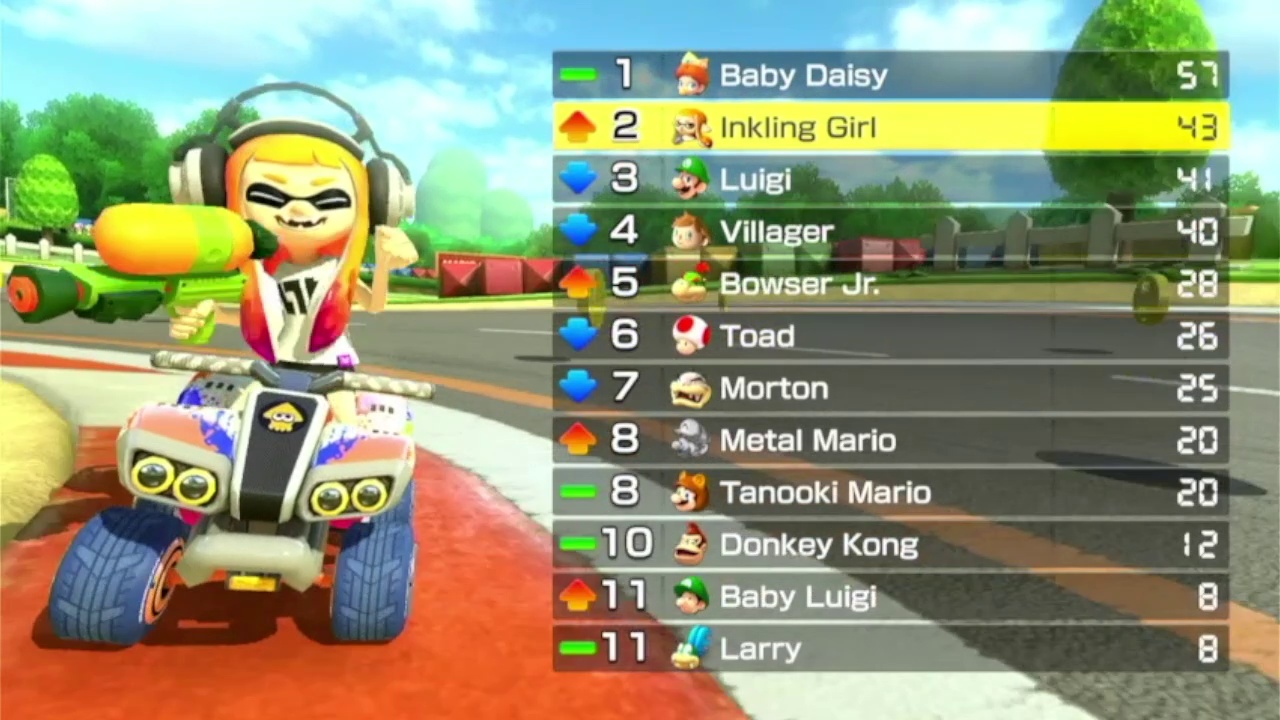 1 Baby Daisy 57
2 Inkling Girl 43
3 Luigi 41
4 Villager 40
5 Bowser Jr. 28
6 Toad 26
7 Morton 25
8 Metal Mario 20
8 Tanooki Mario 20
10 Donkey Kong 12
11 Baby Luigi 8
11 Larry 8